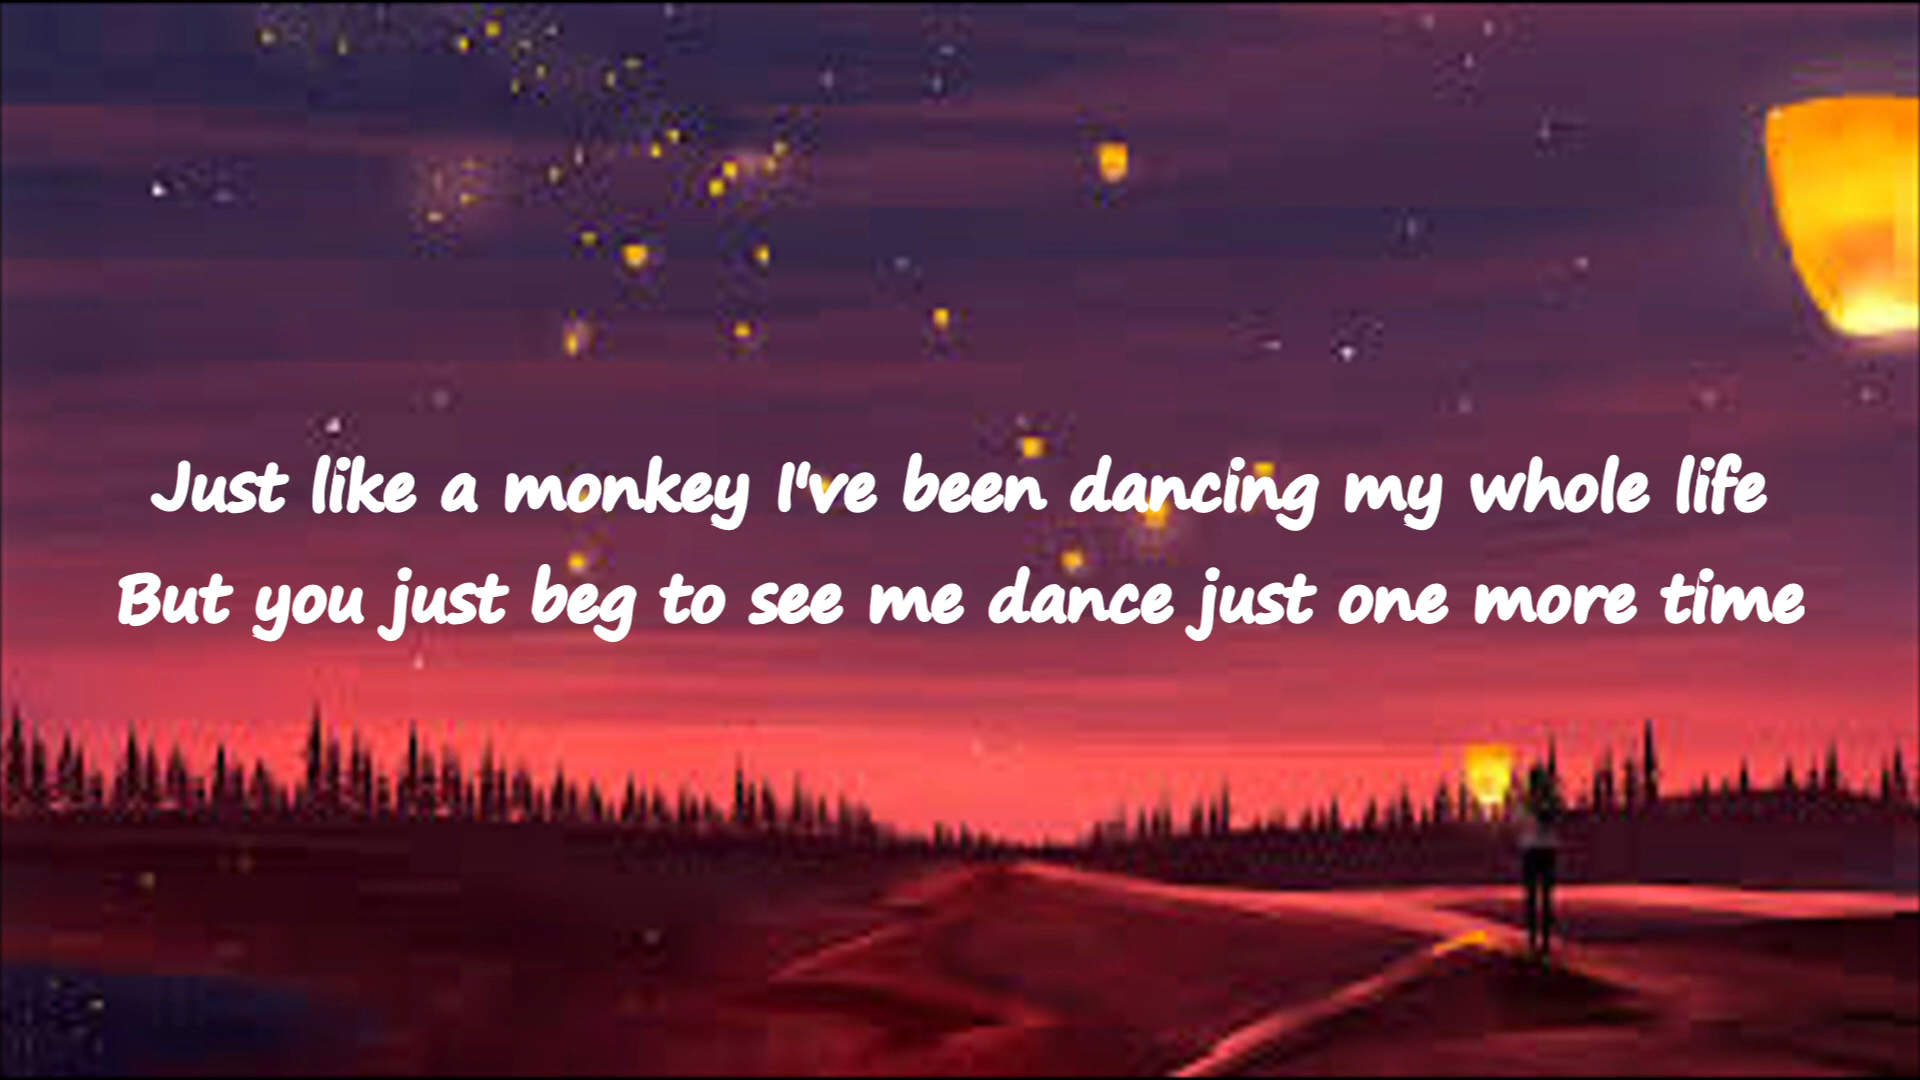 Just like a monkey I've been dancing my whole life
But you just beg to see me dance just one more time